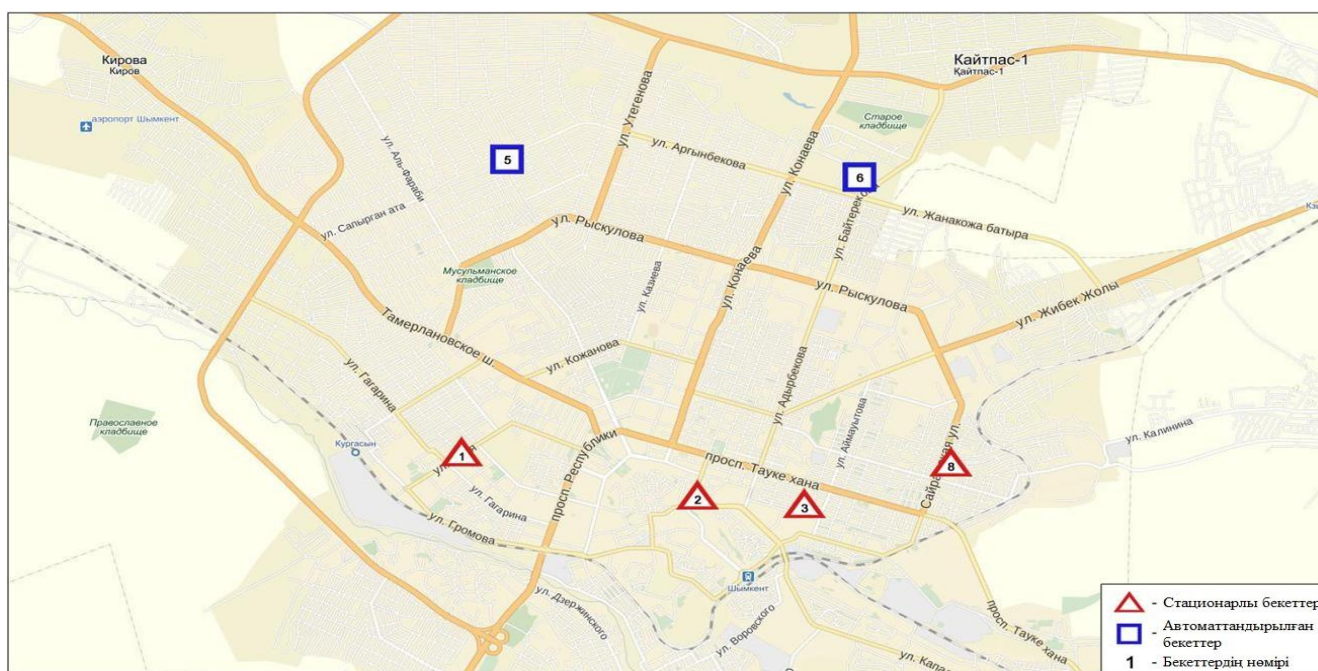 Кирова
Киров
Кайтпас-1
Қайтпас-1
аэропорт Шымкент
Старое
кладбище
ул. Утегенова
ул. Аргынбекова
ул. Конаева
ул. Аль-Фараби
5
6
ул. Байтерекова
ул. Жанакожа батыра
ул. Сапырган ата
ул. Рыскулова
Мусульманское
кладбище
ул. Казиева
ул. Конаева
ул. Рыскулова
ул. Жибек Жолы
Тамерлановское ш.
ул. Кожанова
ул. Гагарина
ул. Адырбекова
ул. Аймаутова
Православное
кладбище
Кургасын
просп. Республики
просп. Тауке хана
ул. Калинина
1
2
3
8
ул. Гагарина
ул. Громова
Шымкент
ул. Дзержинского
ул. Воровского
просп. Тауке хана
- Стационарлы бекеттер
- Автоматтандырылған
бекеттер
1 - Бекеттердің нөмірі